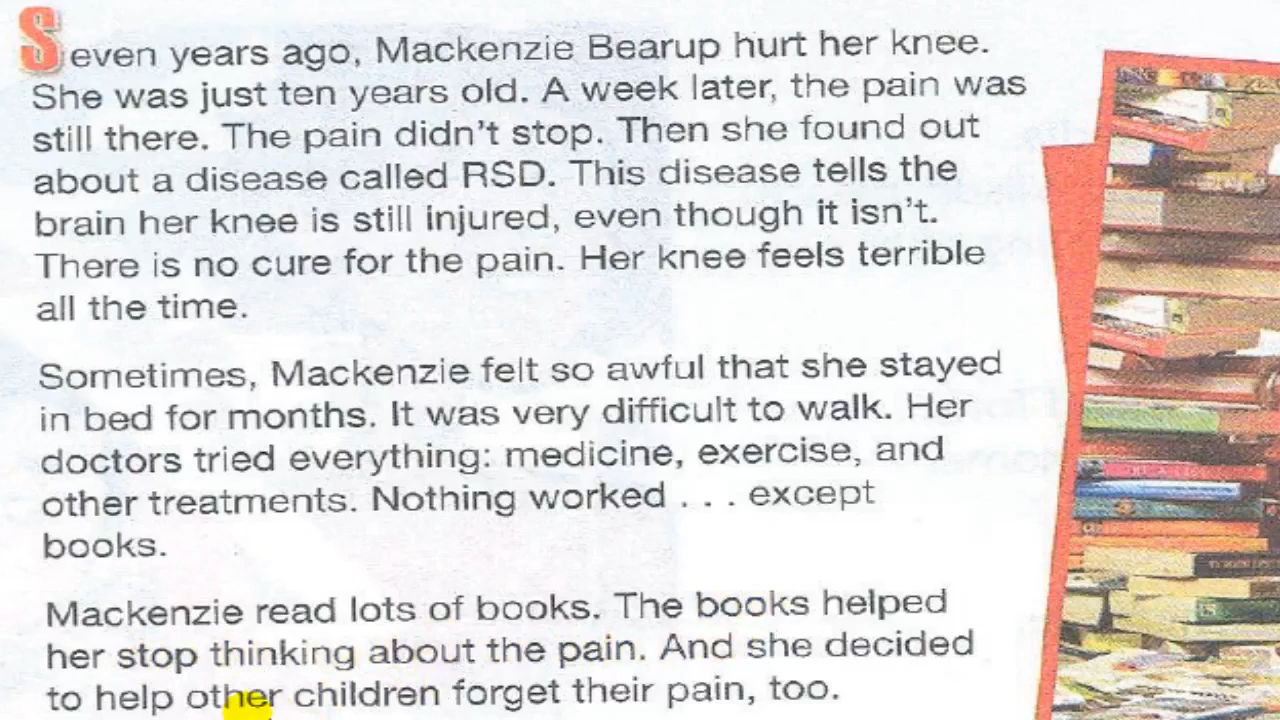 Seven years ago, Mackenzie Bearup hurt her knee.
She was just ten years old. A week later, the pain was
still there. The pain didn't stop. Then she found out
about a disease called RSD. This disease tells the
brain her knee is still injured, even though it isn't.
There is no cure for the pain. Her knee feels terrible
all the time.
Sometimes, Mackenzie felt so awful that she stayed
in bed for months. It was very difficult to walk. Her
doctors tried everything: medicine, exercise, and
other treatments. Nothing worked . . . except
books.
Mackenzie read lots of books. The books helped
her stop thinking about the pain. And she decided
to help other children forget their pain, too.